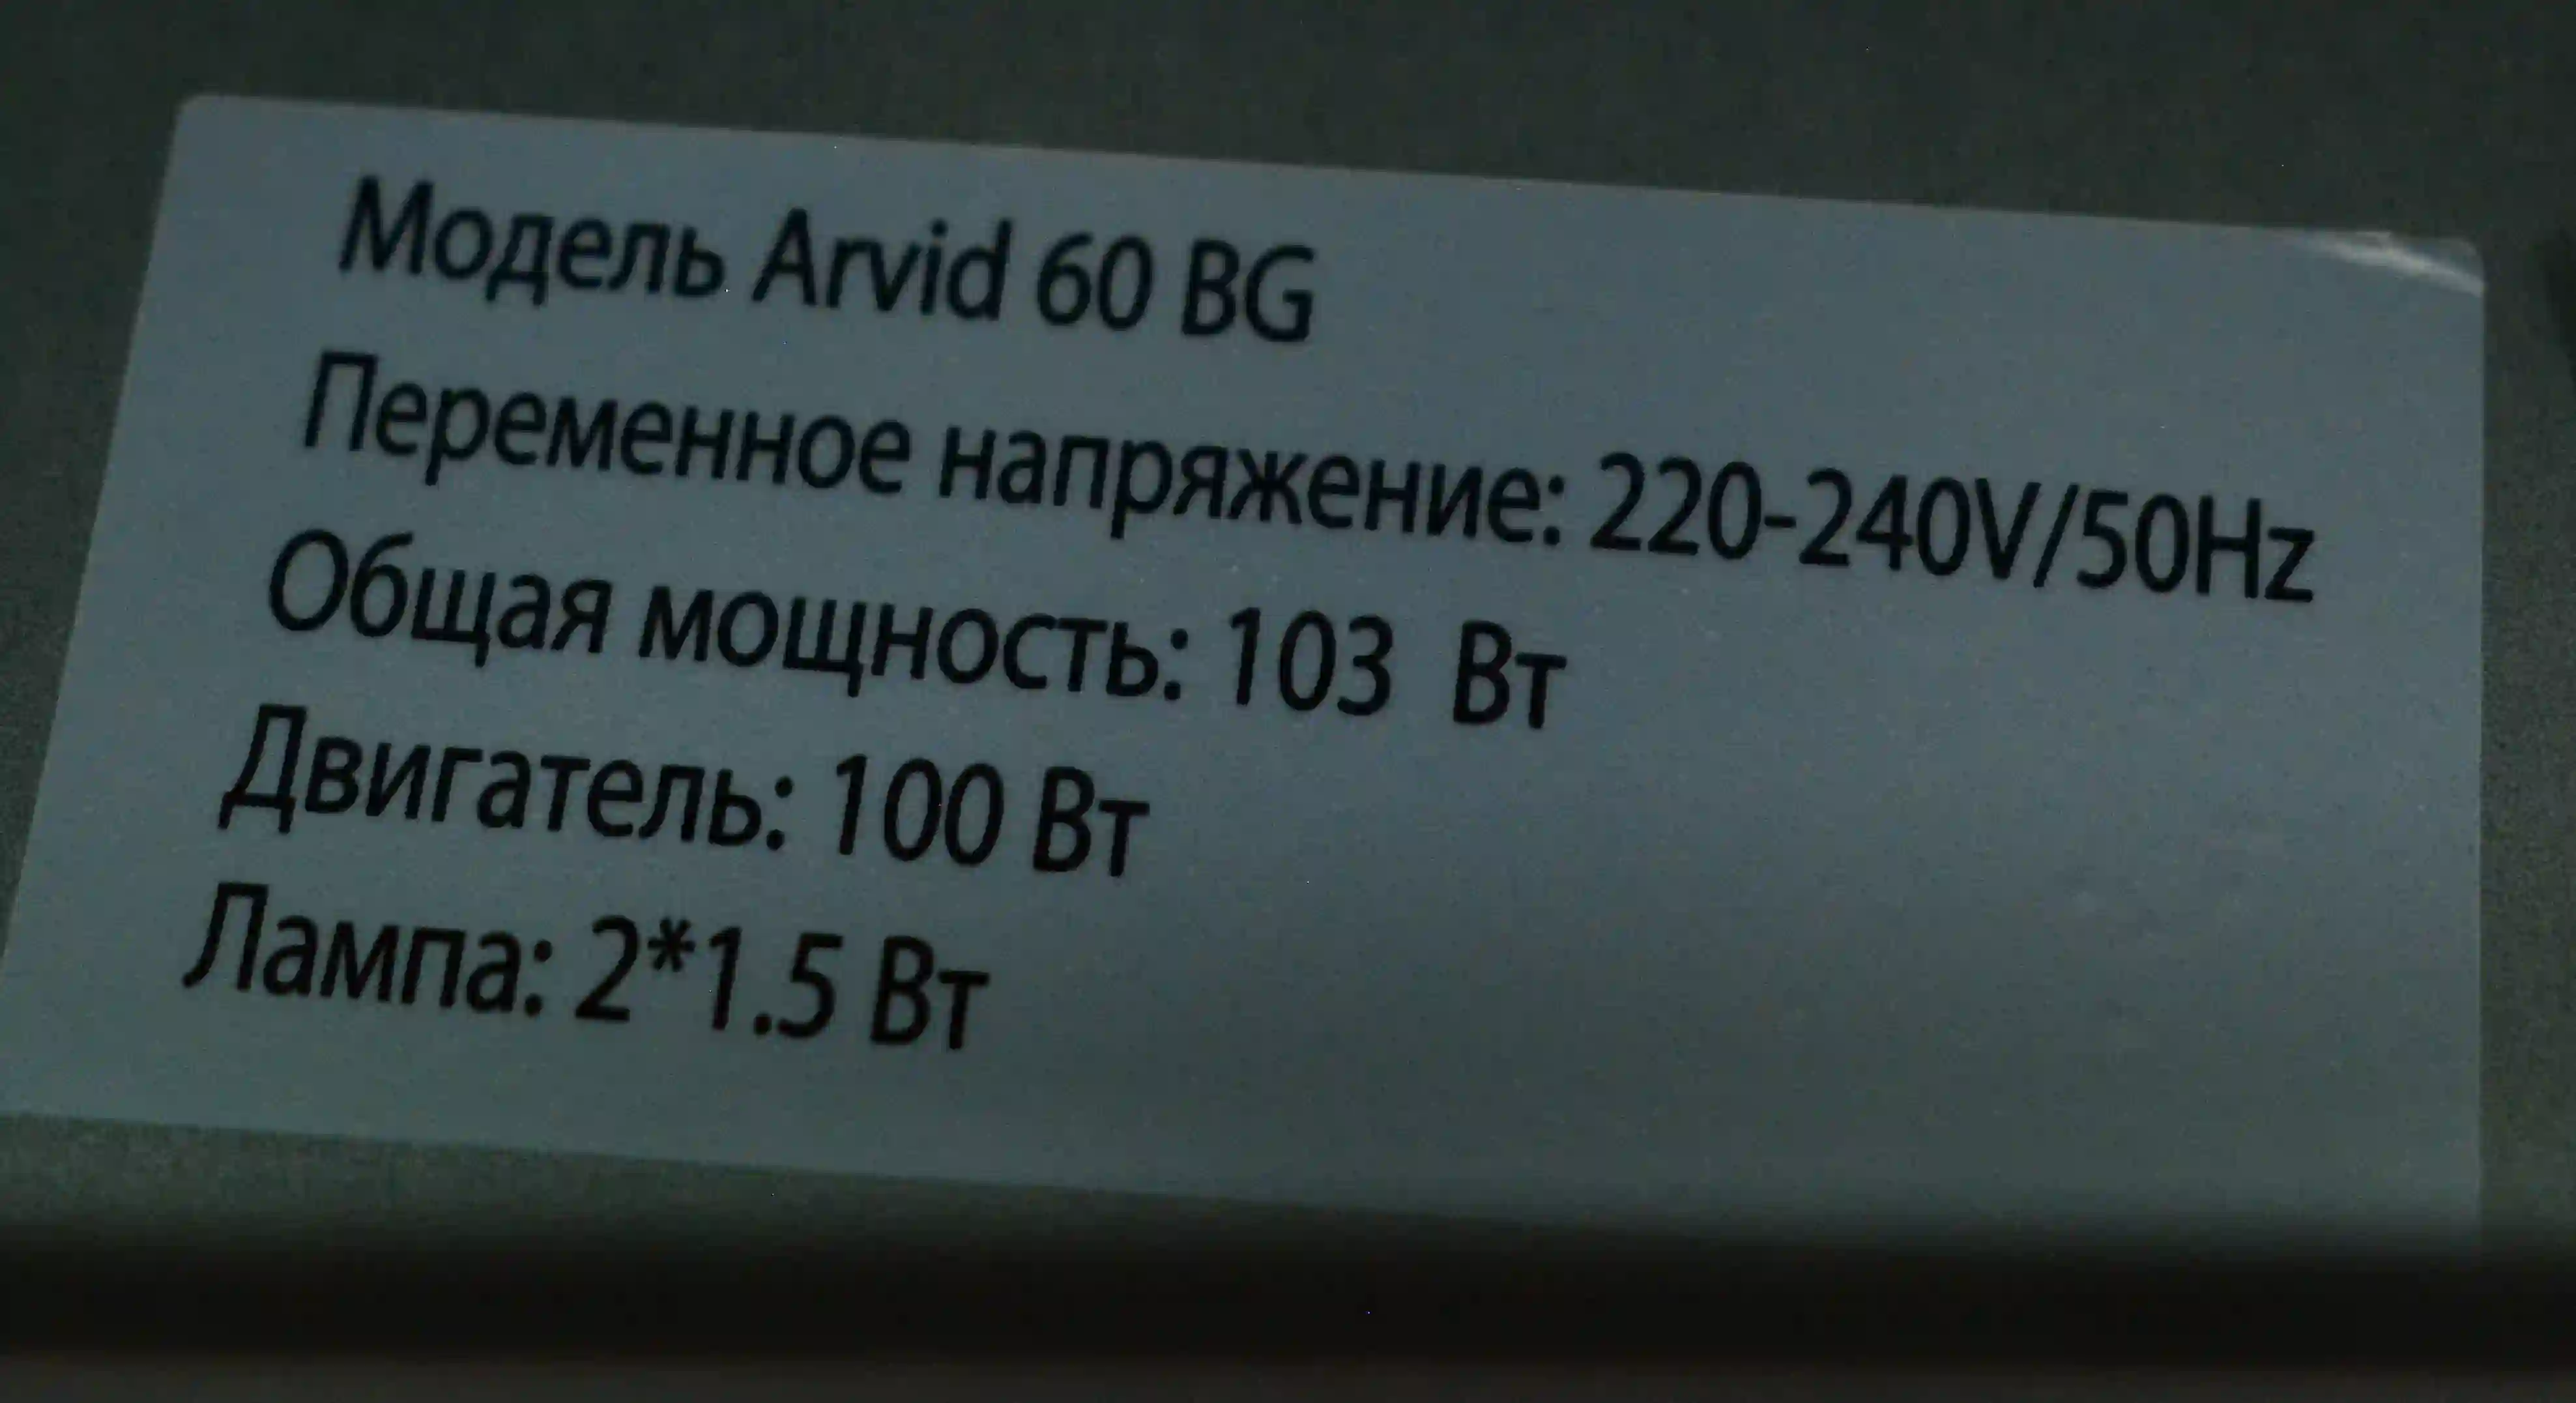 Модель Arvid 60 BG
Переменное напряжение: 220-240V/50Hz
Общая мощность: 103 Вт
Двигатель: 100 Вт
Лампа: 2*1.5 Вт